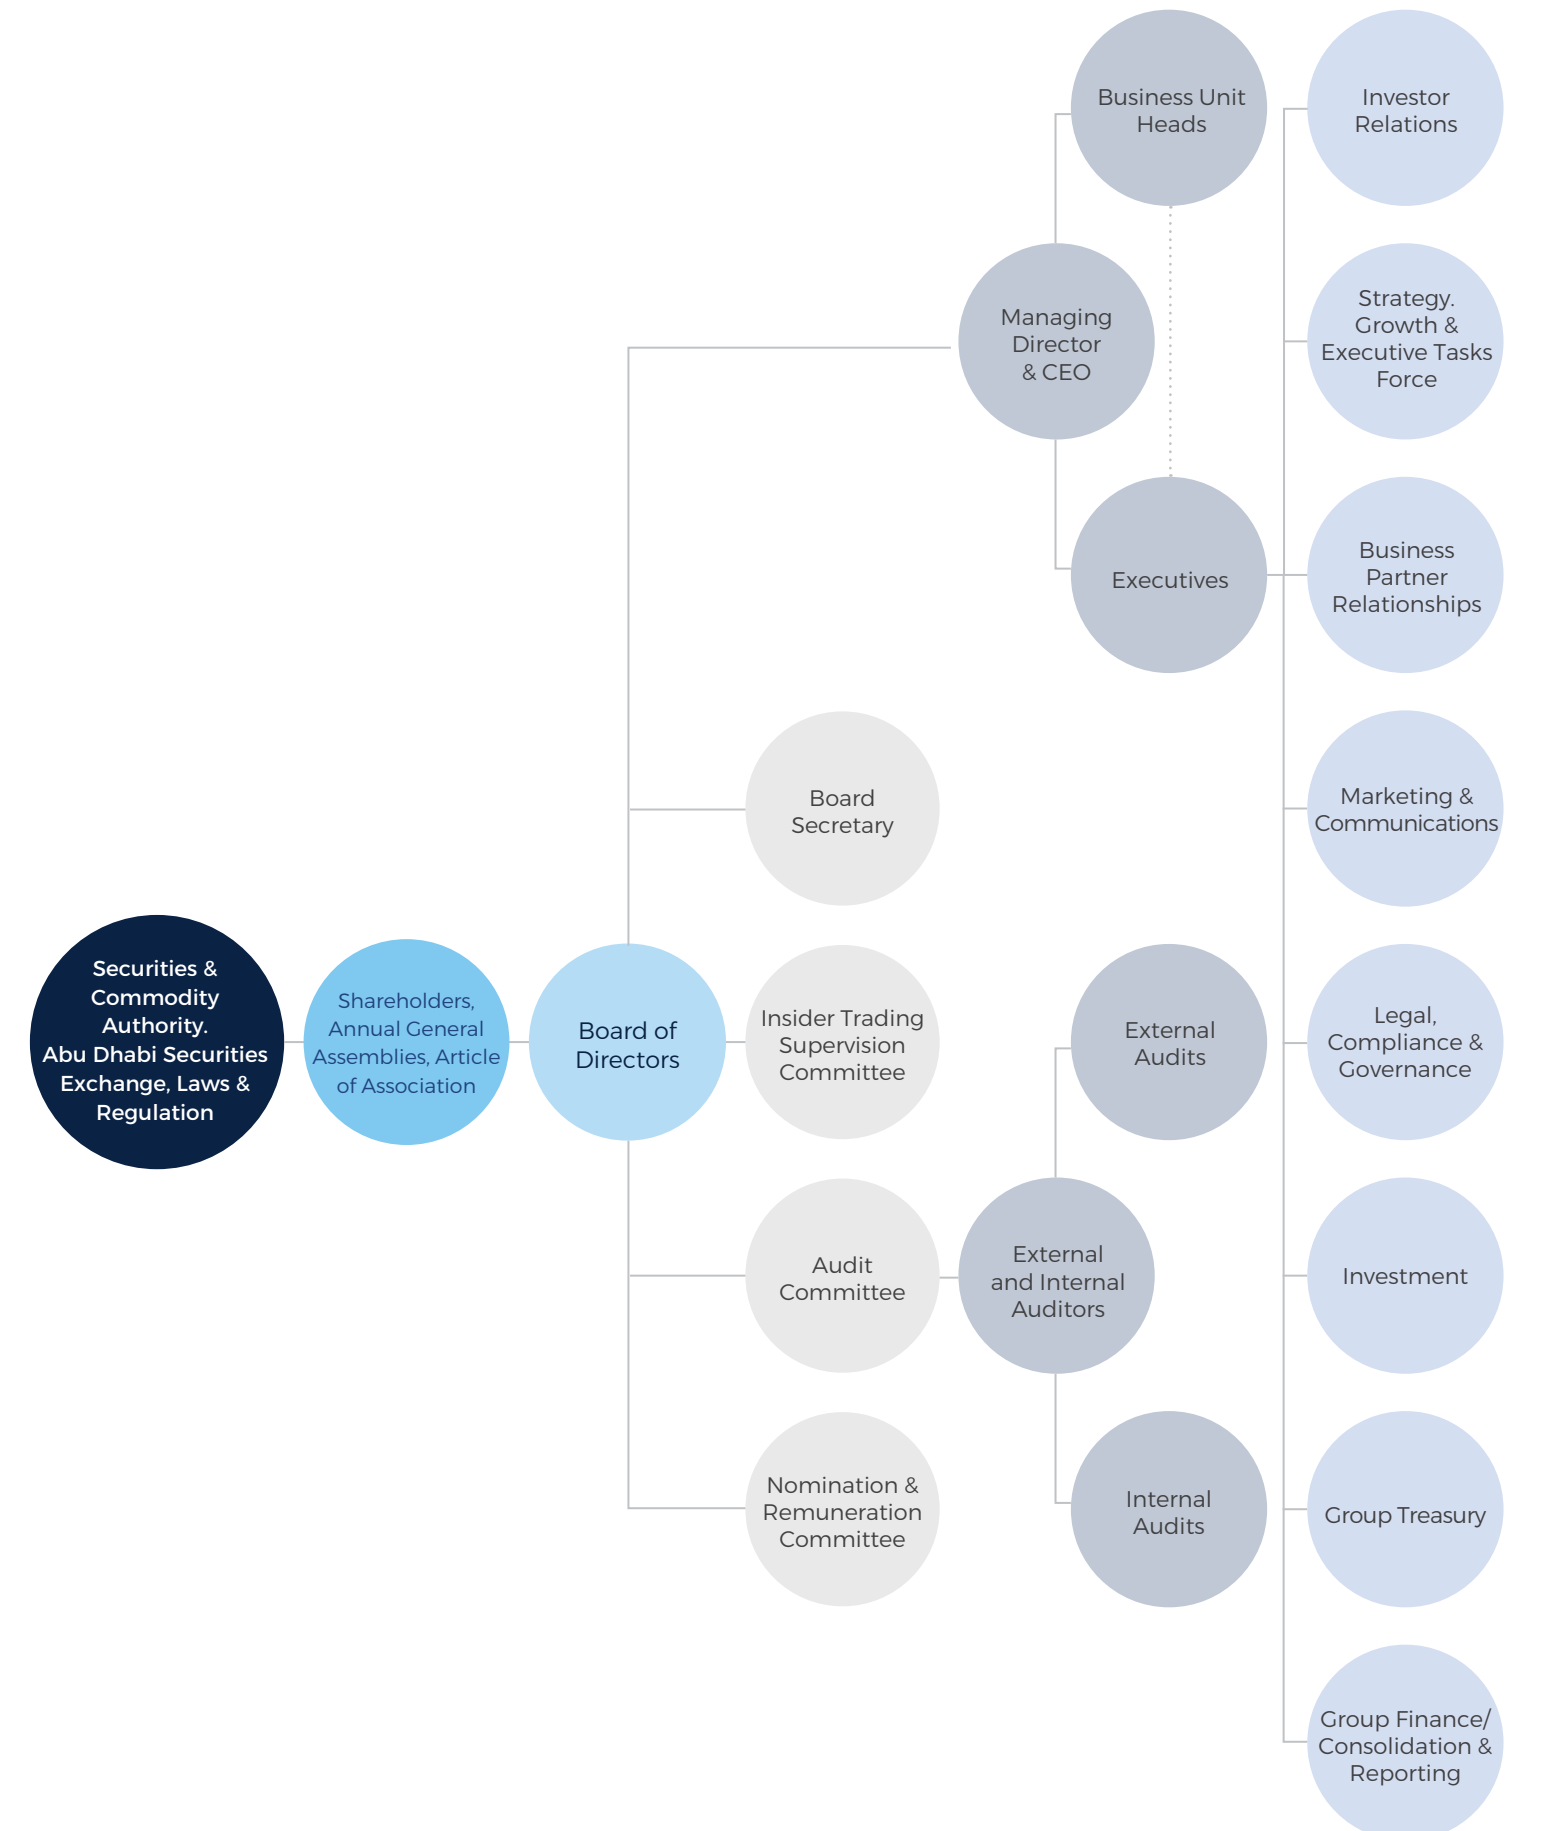 Business Unit
Heads
Investor
Relations
Managing
Director
& CEO
Strategy.
Growth &
Executive Tasks
Force
Executives
Business
Partner
Relationships
Board
Secretary
Marketing &
Communications
Securities &
Commodity
Authority.
Abu Dhabi Securities
Exchange, Laws &
Regulation
Shareholders,
Annual General
Assemblies, Article
of Association
Board of
Directors
Insider Trading
Supervision
Committee
External
Audits
Legal,
Compliance &
Governance
Audit
Committee
External
and Internal
Auditors
Investment
Nomination &
Remuneration
Committee
Internal
Audits
Group Treasury
Group Finance/
Consolidation &
Reporting